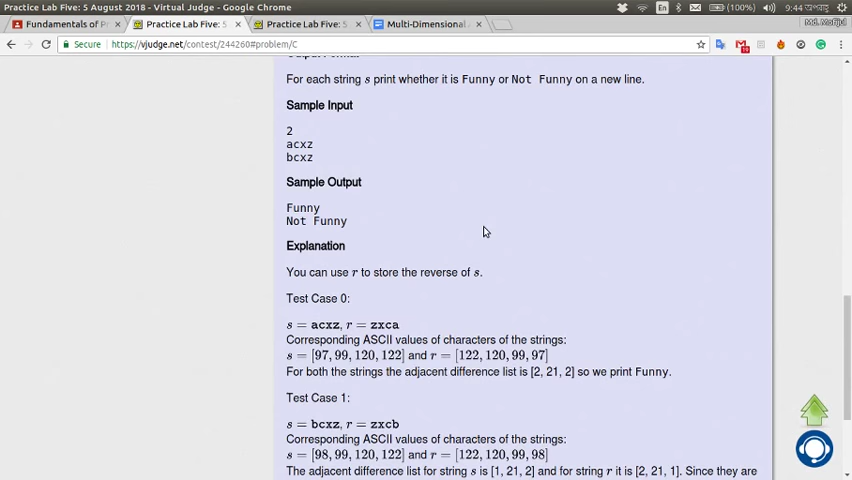 Practice Lab Five: 5 August 2018 - Virtual Judge - Google Chrome
En
(100%)
9:44 অপরাহ্ণ
Fundamentals of Pr
Practice Lab Five: 5
Practice Lab Five: 5
Multi-Dimensional A
Secure
https://vjudge.net/contest/244260#problem/C
For each string s print whether it is Funny or Not Funny on a new line.
Sample Input
2
acxz
bcxz
Sample Output
Funny
Not Funny
Explanation
You can use r to store the reverse of s.
Test Case 0:
s = acxz, r = zxca
Corresponding ASCII values of characters of the strings:
s = [97, 99, 120, 122] and r = [122, 120, 99, 97]
For both the strings the adjacent difference list is [2, 21, 2] so we print Funny.
Test Case 1:
s = bcxz, r = zxcb
Corresponding ASCII values of characters of the strings:
s = [98, 99, 120, 122] and r = [122, 120, 99, 98]
The adjacent difference list for string s is [1, 21, 2] and for string r it is [2, 21, 1]. Since they are